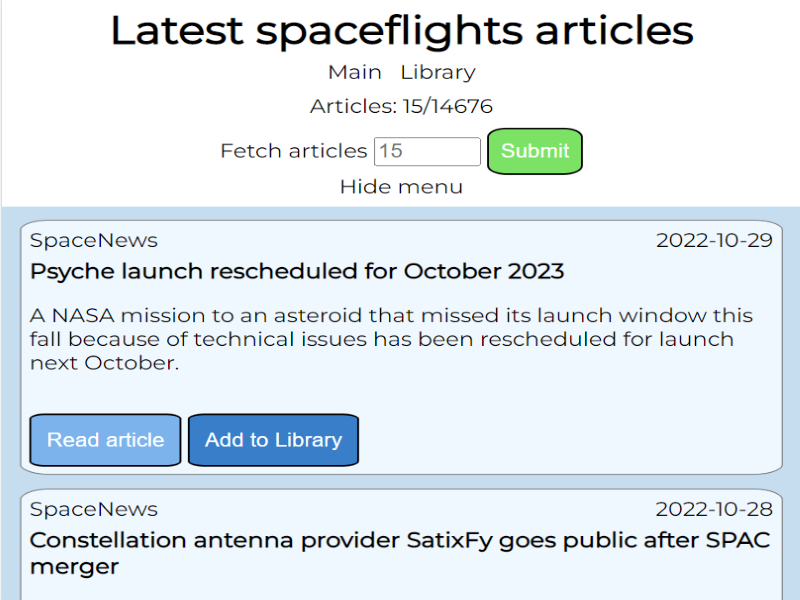 Latest spaceflights articles
Main Library
Articles: 15/14676
Fetch articles 15 Submit
Hide menu
SpaceNews 2022-10-29
Psyche launch rescheduled for October 2023
A NASA mission to an asteroid that missed its launch window this
fall because of technical issues has been rescheduled for launch
next October.
Read article Add to Library
SpaceNews 2022-10-28
Constellation antenna provider SatixFy goes public after SPAC
merger